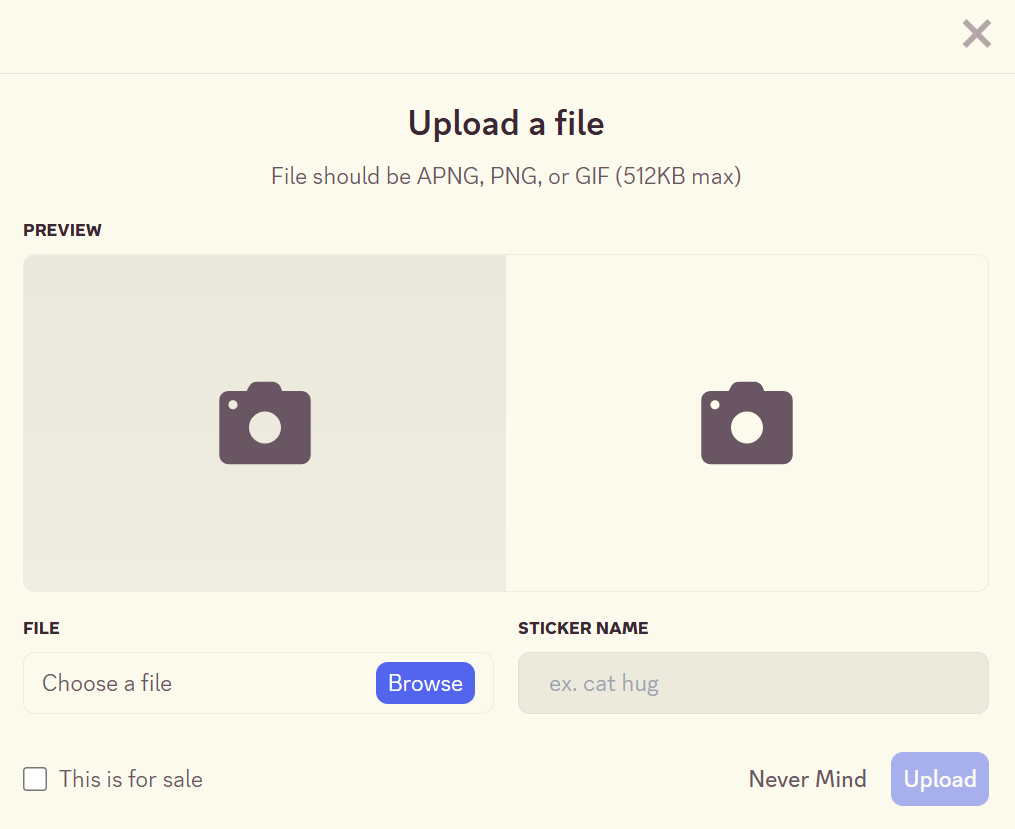 Upload a file
File should be APNG, PNG, or GIF (512KB max)
PREVIEW
FILE
STICKER NAME
Choose a file
Browse
ex. cat hug
This is for sale
Never Mind
Upload